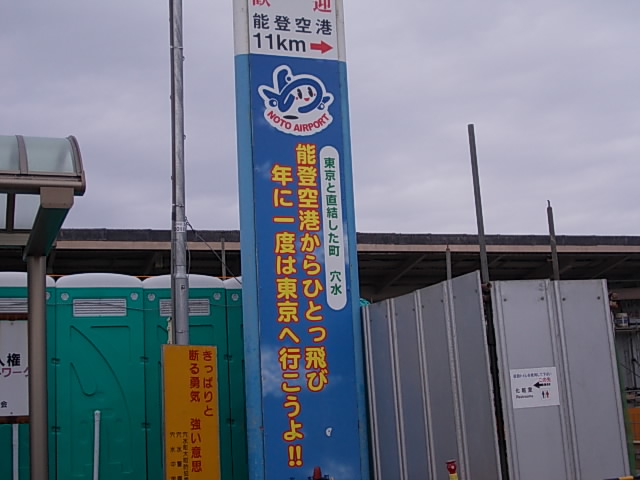 歓迎
能登空港
11km
NOTO AIRPORT
東京と直結した町 穴水
能登空港からひとっ飛び
年に一度は東京へ行こうよ!!
きっぱりと
断る勇気 強い意思
人権